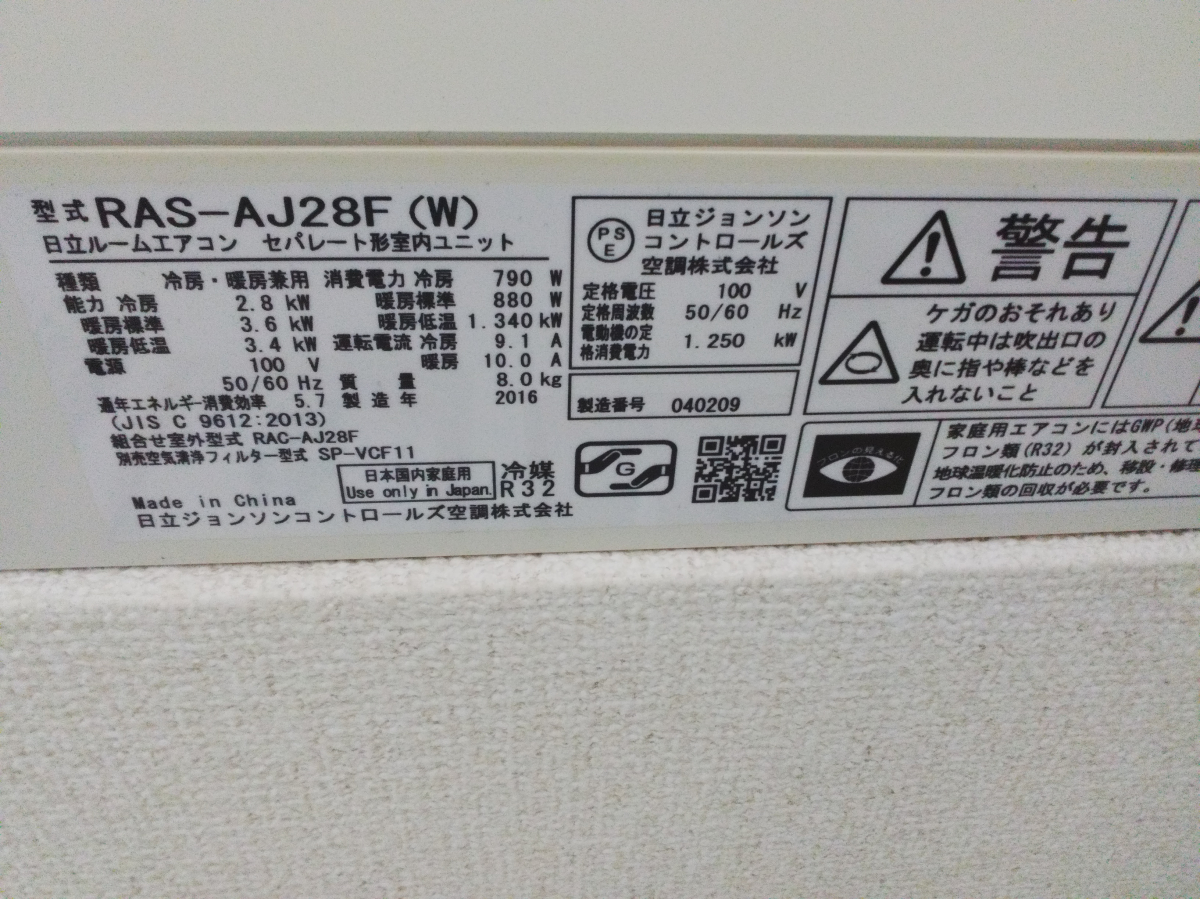 型式 RAS-AJ28F (W)
日立ルームエアコン セパレート形室内ユニット
種類 冷房・暖房兼用 消費電力 冷房 790 W
能力 冷房 2.8 kW 暖房標準 880 W
暖房標準 3.6 kW 暖房低温 1.340 kW
暖房低温 3.4 kW 運転電流 冷房 9.1 A
電源 100 V 暖房 10.0 A
50/60 Hz 質量 8.0 kg
通年エネルギー消費効率 5.7 製造年 2016
(JIS C 9612:2013)
組合せ室外型式 RAC-AJ28F
別売空気清浄フィルター型式 SP-VCF11
日本国内家庭用
Use only in Japan.
冷媒
R32
Made in China
日立ジョンソンコントロールズ空調株式会社
PS
E
日立ジョンソン
コントロールズ
空調株式会社
定格電圧 100 V
定格周波数 50/60 Hz
電動機の定
格消費電力 1.250 kW
製造番号 040209
G
警告
ケガのおそれあり
運転中は吹出口の
奥に指や棒などを
入れないこと
フロンの見える化
家庭用エアコンにはGWP(地球
フロン類(R32)が封入されて
地球温暖化防止のため、移設・修理
フロン類の回収が必要です。